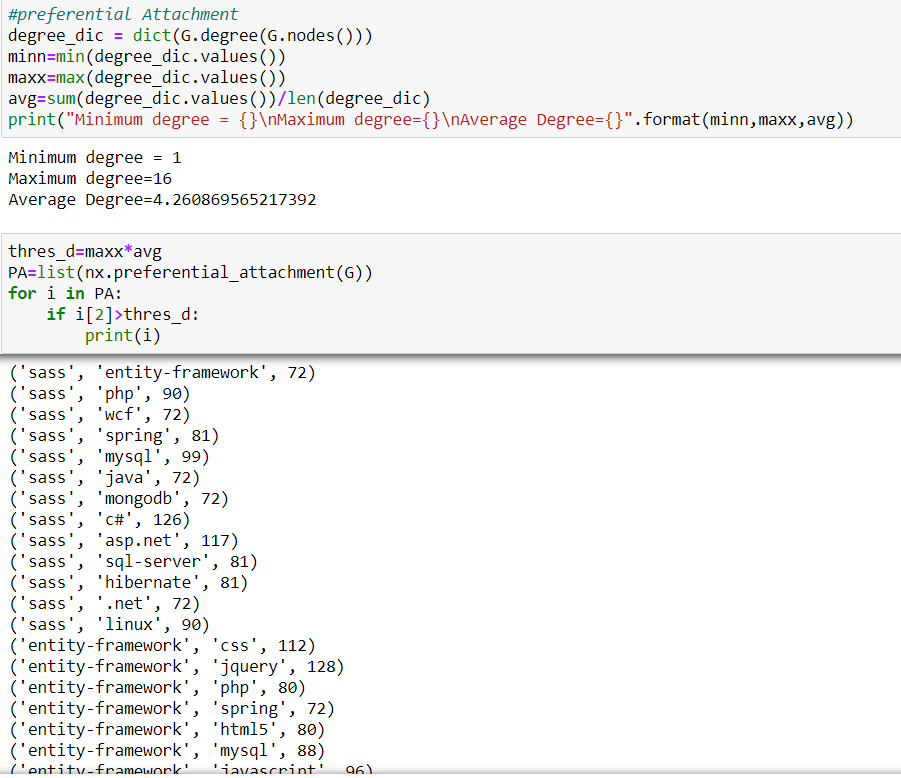 #preferential Attachment
degree_dic = dict(G.degree(G.nodes()))
minn=min(degree_dic.values())
maxx=max(degree_dic.values())
avg=sum(degree_dic.values())/len(degree_dic)
print("Minimum degree = {}\nMaximum degree={}\nAverage Degree={}".format(minn,maxx,avg))
Minimum degree = 1
Maximum degree=16
Average Degree=4.260869565217392
thres_d=maxx*avg
PA=list(nx.preferential_attachment(G))
for i in PA:
    if i[2]>thres_d:
        print(i)
('sass', 'entity-framework', 72)
('sass', 'php', 90)
('sass', 'wcf', 72)
('sass', 'spring', 81)
('sass', 'mysql', 99)
('sass', 'java', 72)
('sass', 'mongodb', 72)
('sass', 'c#', 126)
('sass', 'asp.net', 117)
('sass', 'sql-server', 81)
('sass', 'hibernate', 81)
('sass', '.net', 72)
('sass', 'linux', 90)
('entity-framework', 'css', 112)
('entity-framework', 'jquery', 128)
('entity-framework', 'php', 80)
('entity-framework', 'spring', 72)
('entity-framework', 'html5', 80)
('entity-framework', 'mysql', 88)
('entity-framework', 'javascript', 96)